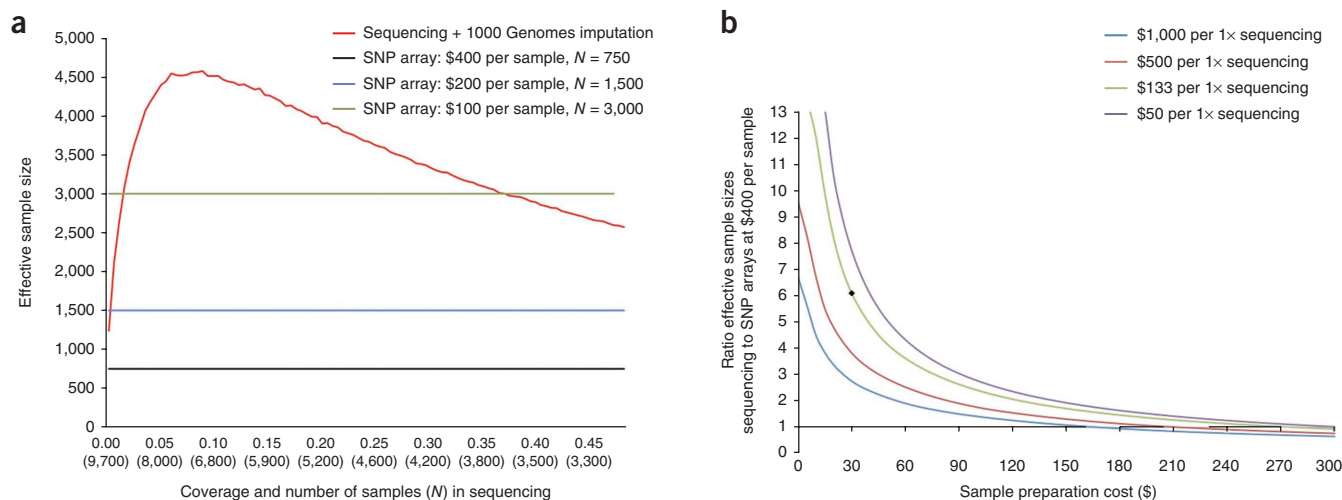 a
Sequencing + 1000 Genomes imputation
SNP array: $400 per sample, N = 750
SNP array: $200 per sample, N = 1,500
SNP array: $100 per sample, N = 3,000
5,000
4,500
4,000
3,500
3,000
2,500
2,000
1,500
1,000
500
0
Effective sample size
0.00 0.05 0.10 0.15 0.20 0.25 0.30 0.35 0.40 0.45
(9,700) (8,000) (6,800) (5,900) (5,200) (4,600) (4,200) (3,800) (3,500) (3,300)
Coverage and number of samples (N) in sequencing
b
$1,000 per 1× sequencing
$500 per 1× sequencing
$133 per 1× sequencing
$50 per 1× sequencing
13
12
11
10
9
8
7
6
5
4
3
2
1
0
Ratio effective sample sizes
sequencing to SNP arrays at $400 per sample
0 30 60 90 120 150 180 210 240 270 300
Sample preparation cost ($)